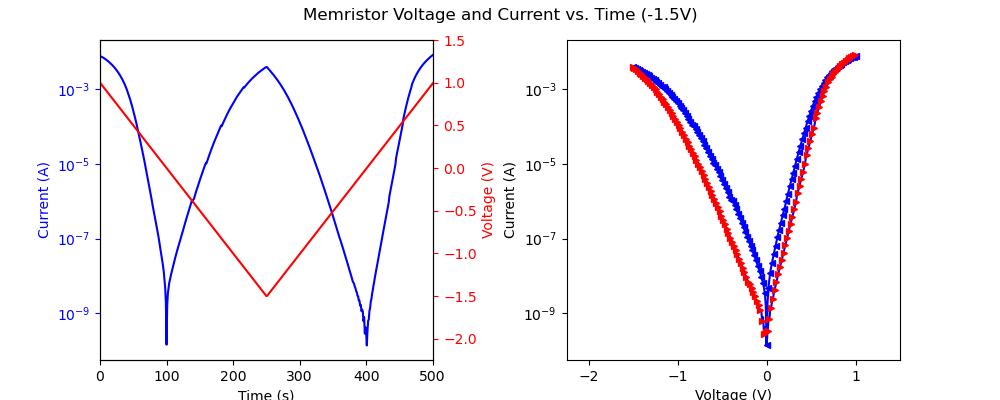 Memristor Voltage and Current vs. Time (-1.5V)
10⁻³
10⁻⁵
10⁻⁷
10⁻⁹
Current (A)
0 100 200 300 400 500
Time (s)
1.5
1.0
0.5
0.0
−0.5
−1.0
−1.5
−2.0
Voltage (V)
Current (A)
10⁻³
10⁻⁵
10⁻⁷
10⁻⁹
−2 −1 0 1
Voltage (V)